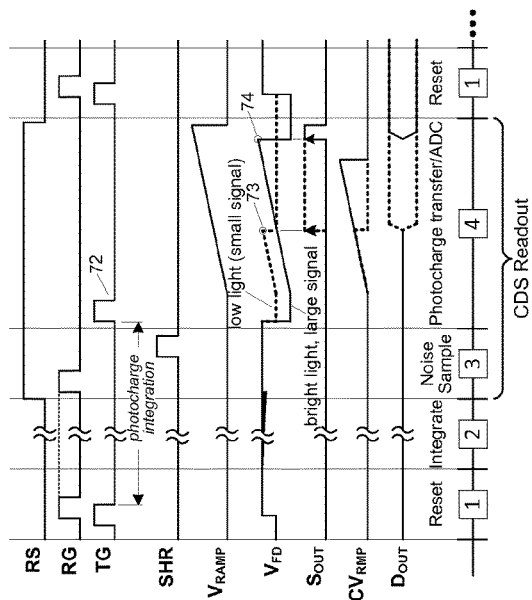 RS
RG
TG
SHR
VRAMP
VFD
SOUT
CVRMP
DOUT
72
photocharge
integration
low light (small signal)
73
74
bright light, large signal
Reset
Integrate
Noise
Sample
Photocharge transfer/ADC
Reset
1
2
3
4
1
CDS Readout